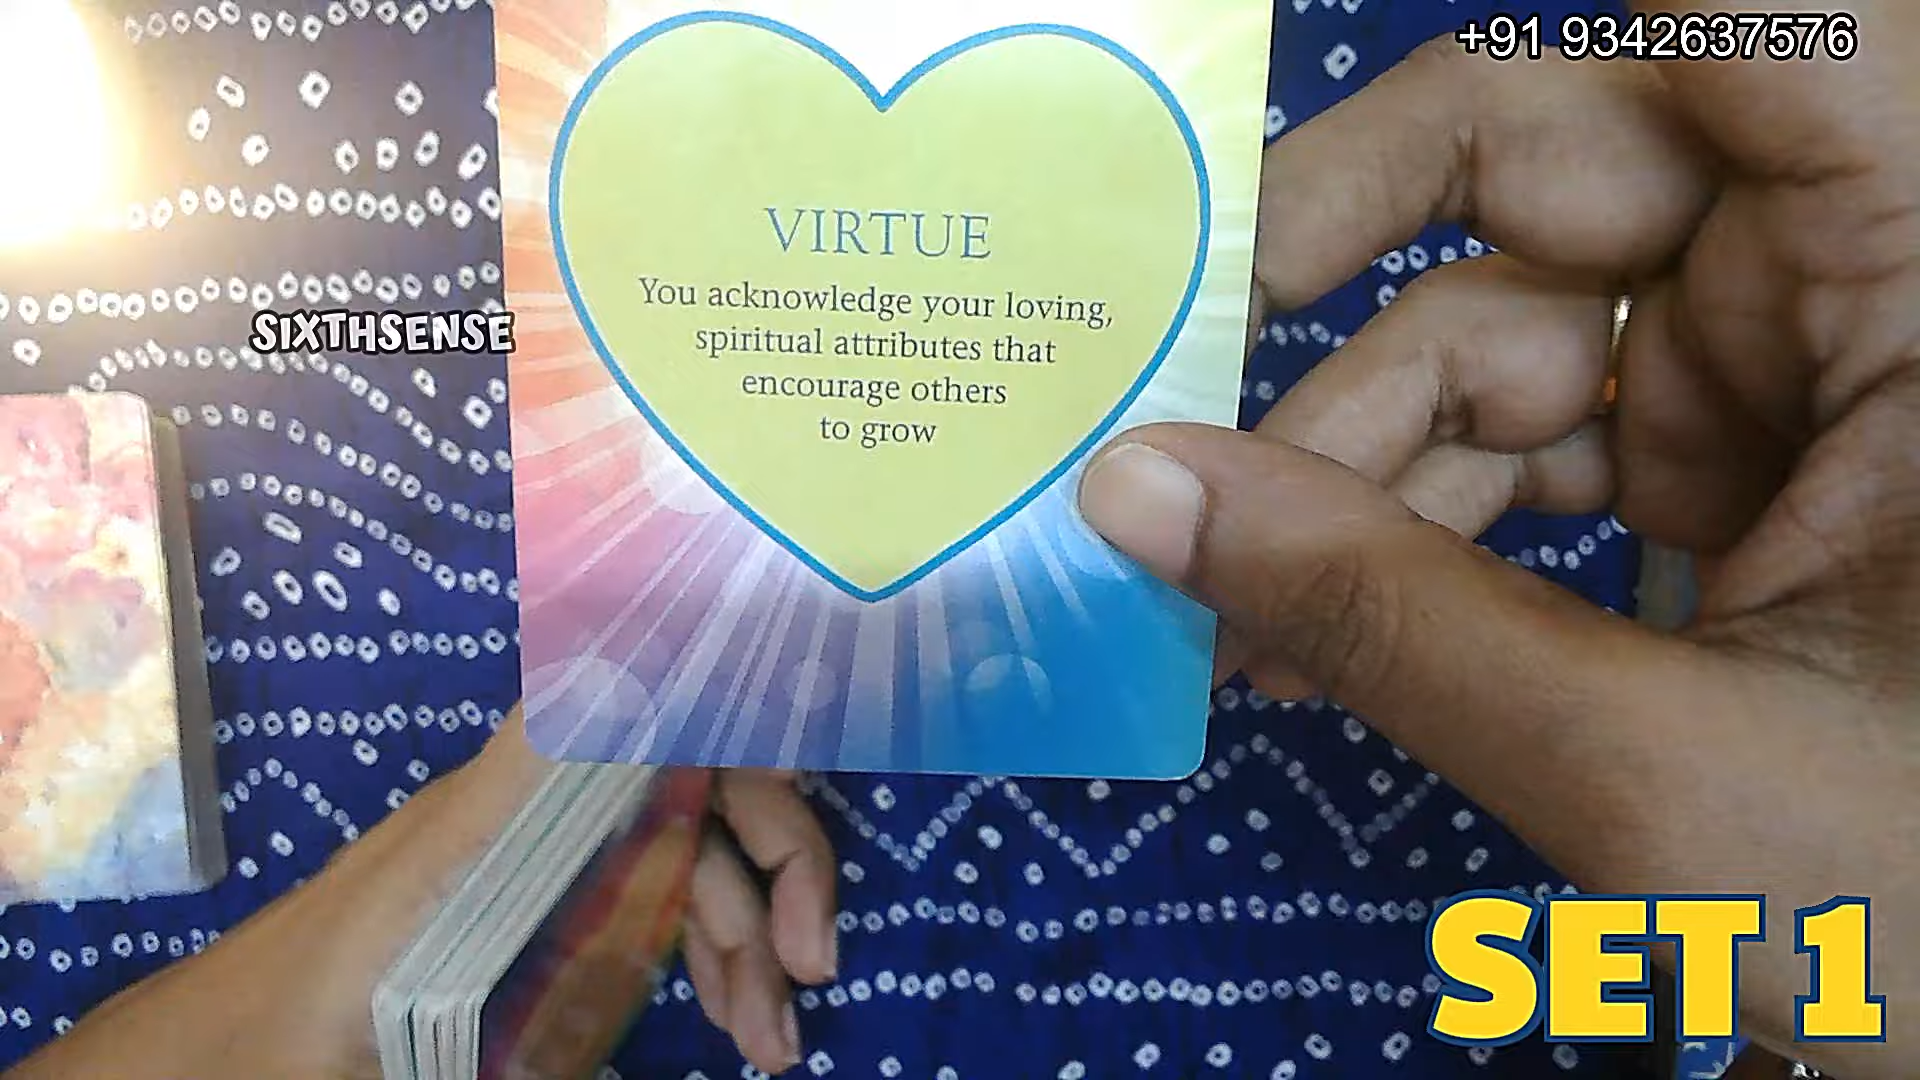 +91 9342637576
VIRTUE
You acknowledge your loving,
spiritual attributes that
encourage others
to grow
SIXTHSENSE
SET 1